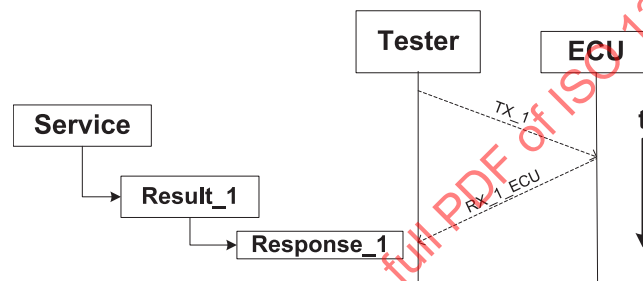 Tester
ECU
TX_1
t
Service
RX_1_ECU
Result_1
Response_1
full PDF of ISO 1